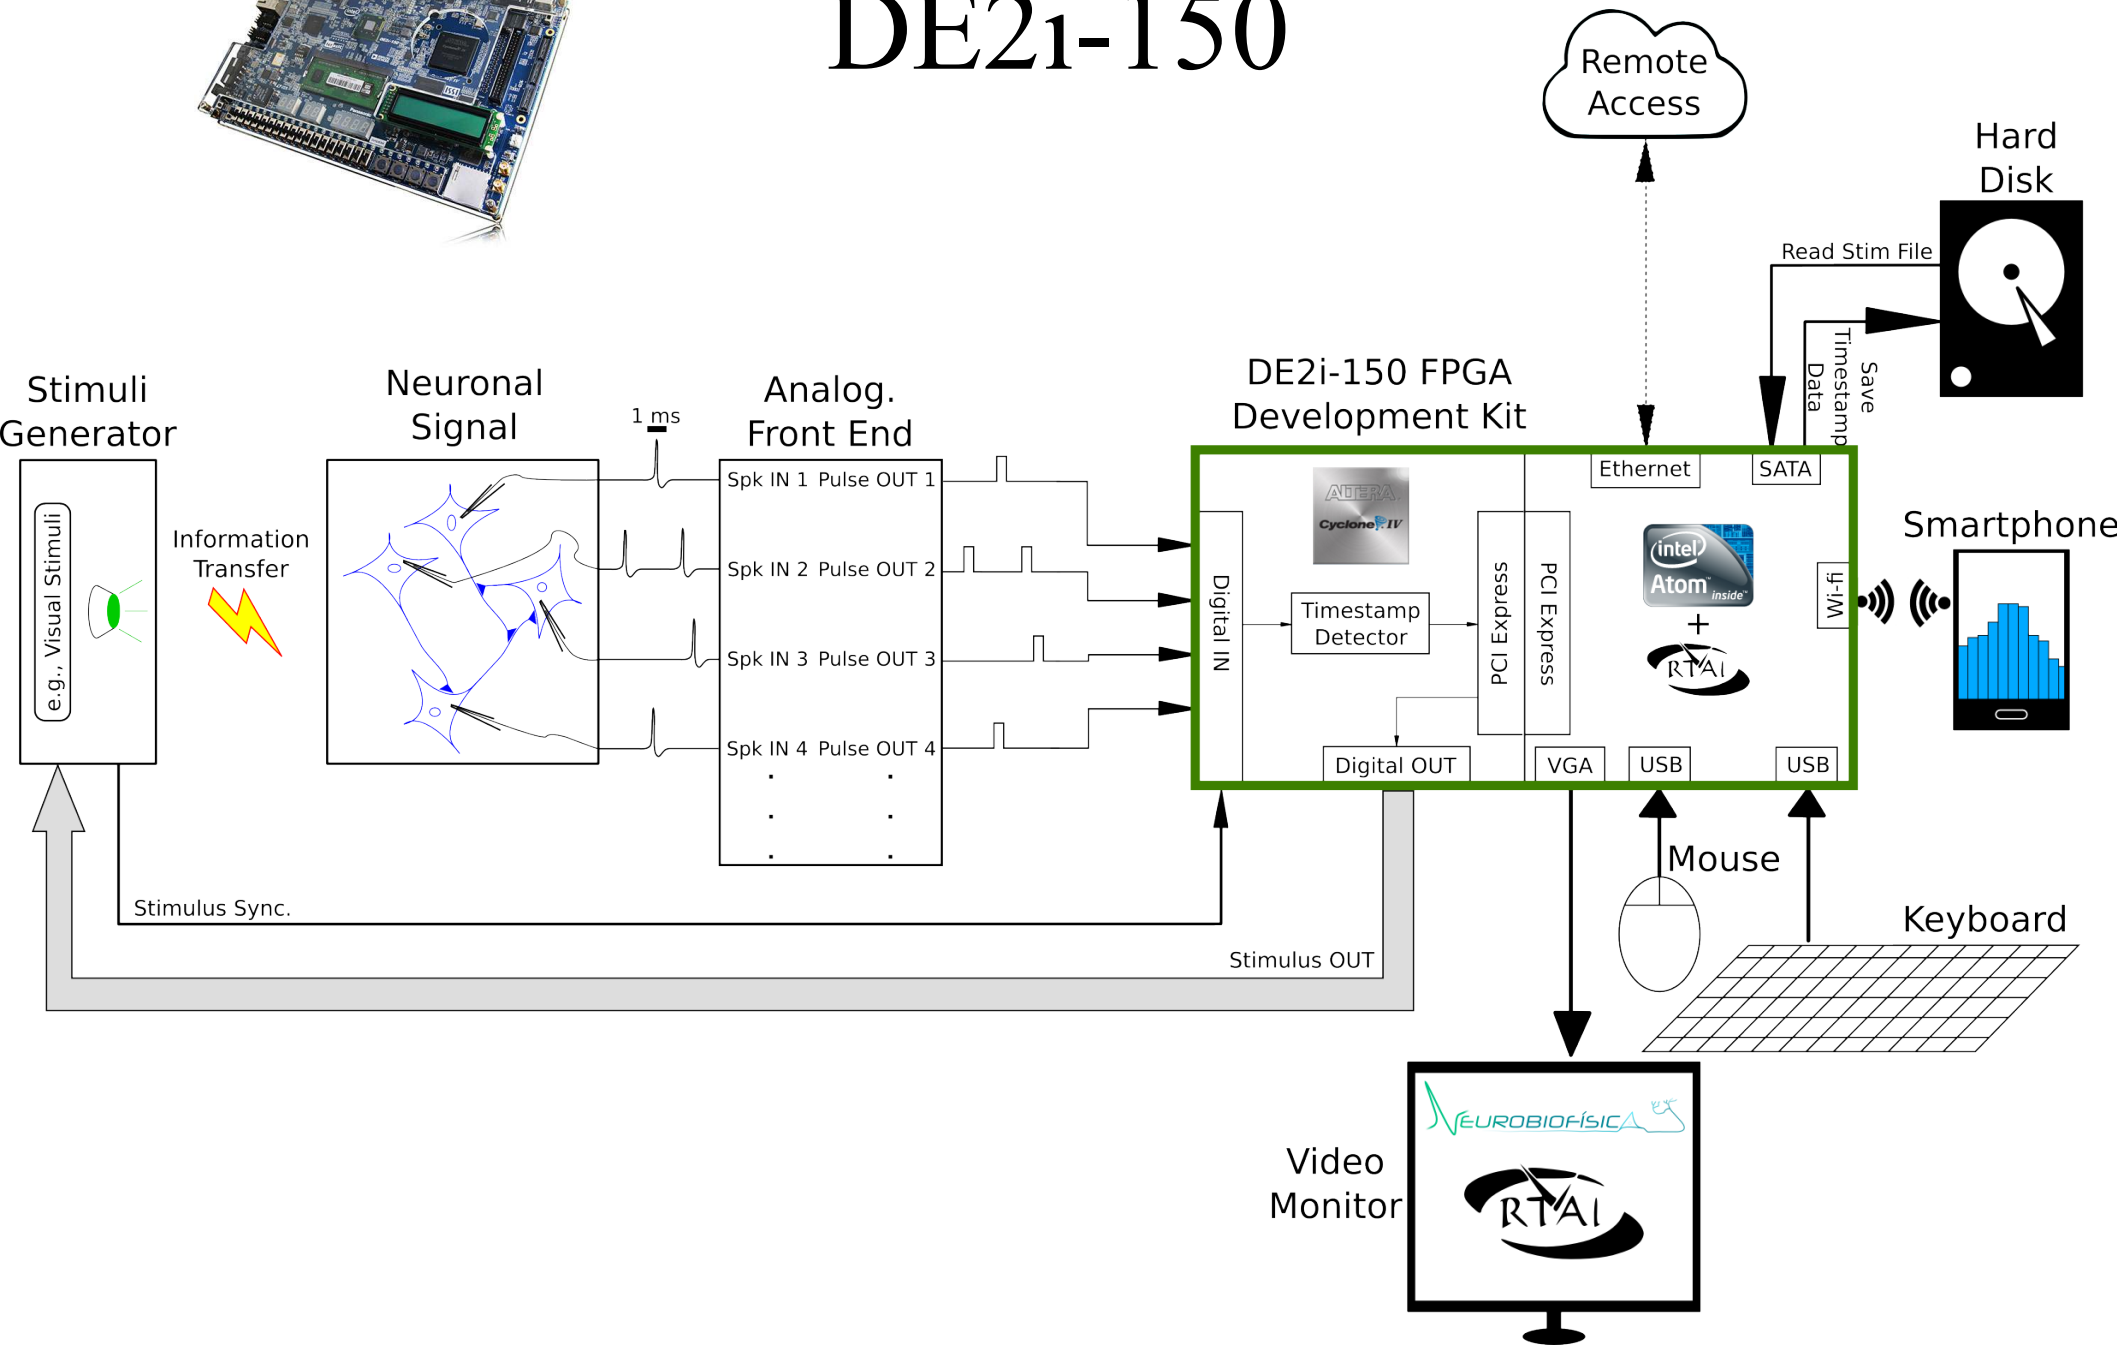 DE2i-150
Remote
Access
Hard
Disk
Read Stim File
Save
Timestamp
Data
DE2i-150 FPGA
Development Kit
Stimuli
Generator
Neuronal
Signal
1 ms
Analog.
Front End
e.g., Visual Stimuli
Information
Transfer
Spk IN 1 Pulse OUT 1
Spk IN 2 Pulse OUT 2
Spk IN 3 Pulse OUT 3
Spk IN 4 Pulse OUT 4
Digital IN
ALTERA
Cyclone IV
Timestamp
Detector
PCI Express
PCI Express
Digital OUT
Ethernet
SATA
intel
Atom
inside
+
RTAI
Wi-fi
VGA
USB
USB
Smartphone
Mouse
Keyboard
Stimulus Sync.
Stimulus OUT
Video
Monitor
NEUROBIOFÍSICA
RTAI